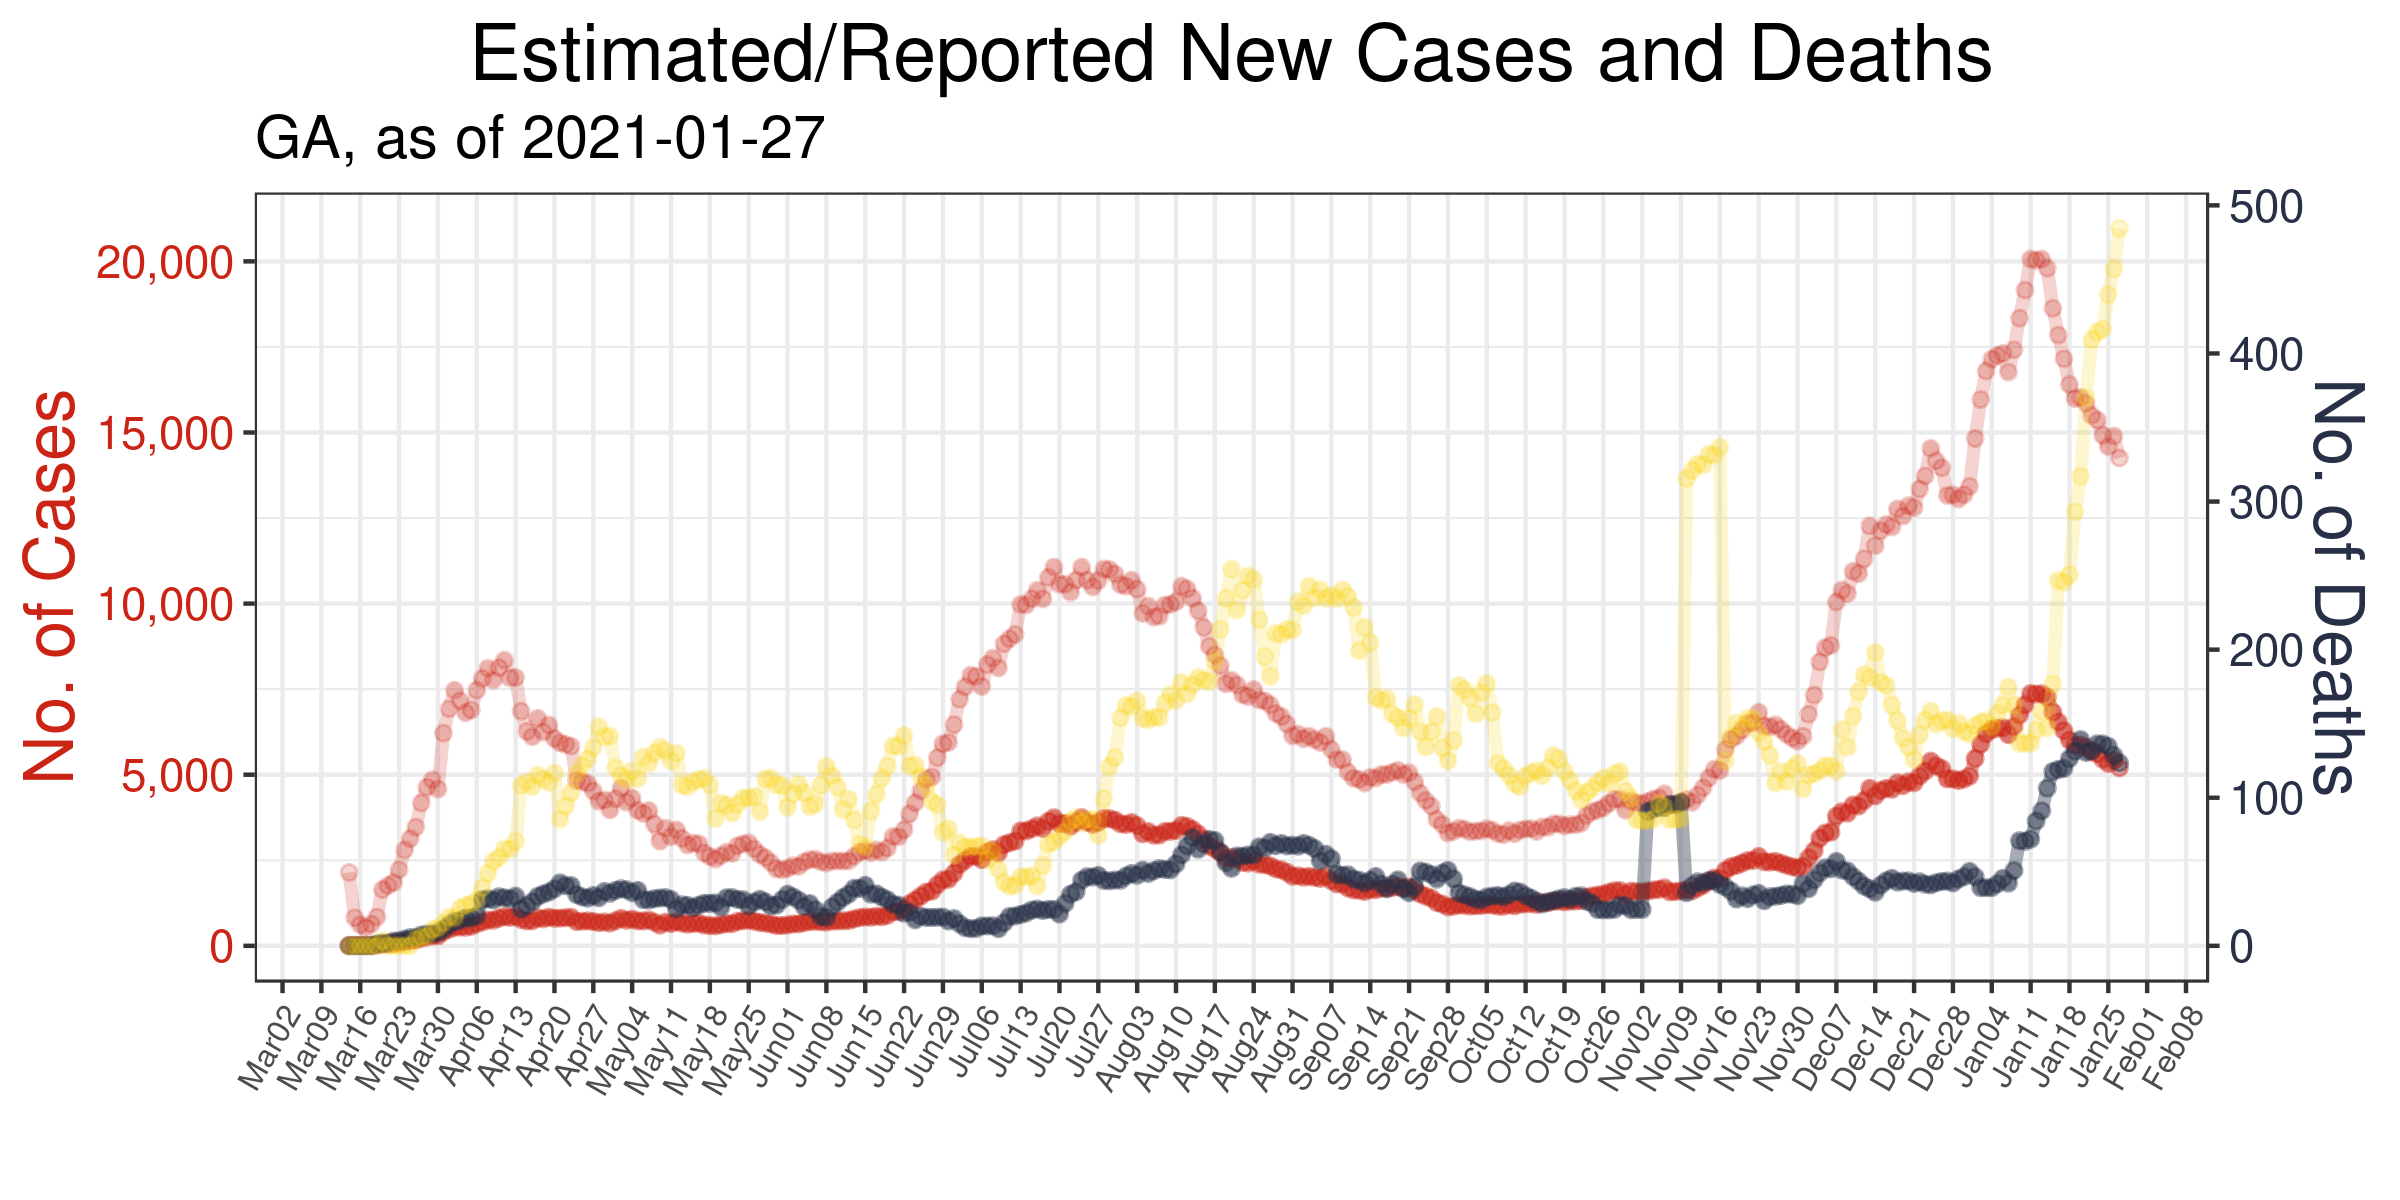 Estimated/Reported New Cases and Deaths
GA, as of 2021-01-27
No. of Cases
20,000
15,000
10,000
5,000
0
500
400
300
200
100
0
No. of Deaths
Mar02
Mar09
Mar16
Mar23
Mar30
Apr06
Apr13
Apr20
Apr27
May04
May11
May18
May25
Jun01
Jun08
Jun15
Jun22
Jun29
Jul06
Jul13
Jul20
Jul27
Aug03
Aug10
Aug17
Aug24
Aug31
Sep07
Sep14
Sep21
Sep28
Oct05
Oct12
Oct19
Oct26
Nov02
Nov09
Nov16
Nov23
Nov30
Dec07
Dec14
Dec21
Dec28
Jan04
Jan11
Jan18
Jan25
Feb01
Feb08